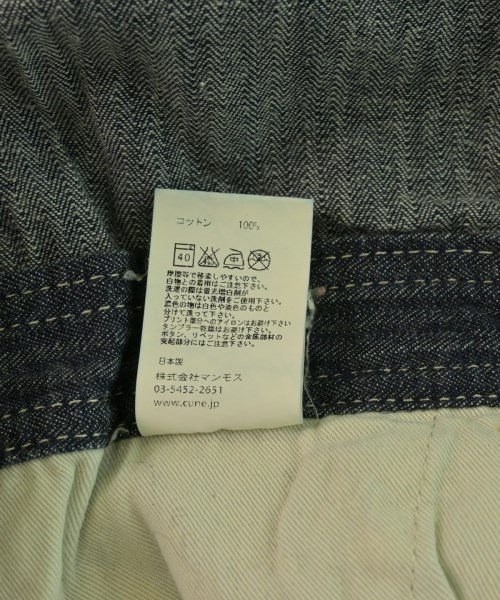 コットン 100%
40 中
摩擦等で移染しやすいので、
白物との着用はご注意下さい。
洗濯の際は蛍光増白剤が
入っていない洗剤をご使用下さい。
濃色の物は白色や淡色のものと
分けて洗って下さい。
プリント部分へのアイロンはお避け下さい
タンブラー乾燥はお避け下さい。
ボタン、リベットなどの金属部材の
突起部分にはご注意下さい。
日本製
株式会社マンモス
03-5452-2651
www.cune.jp